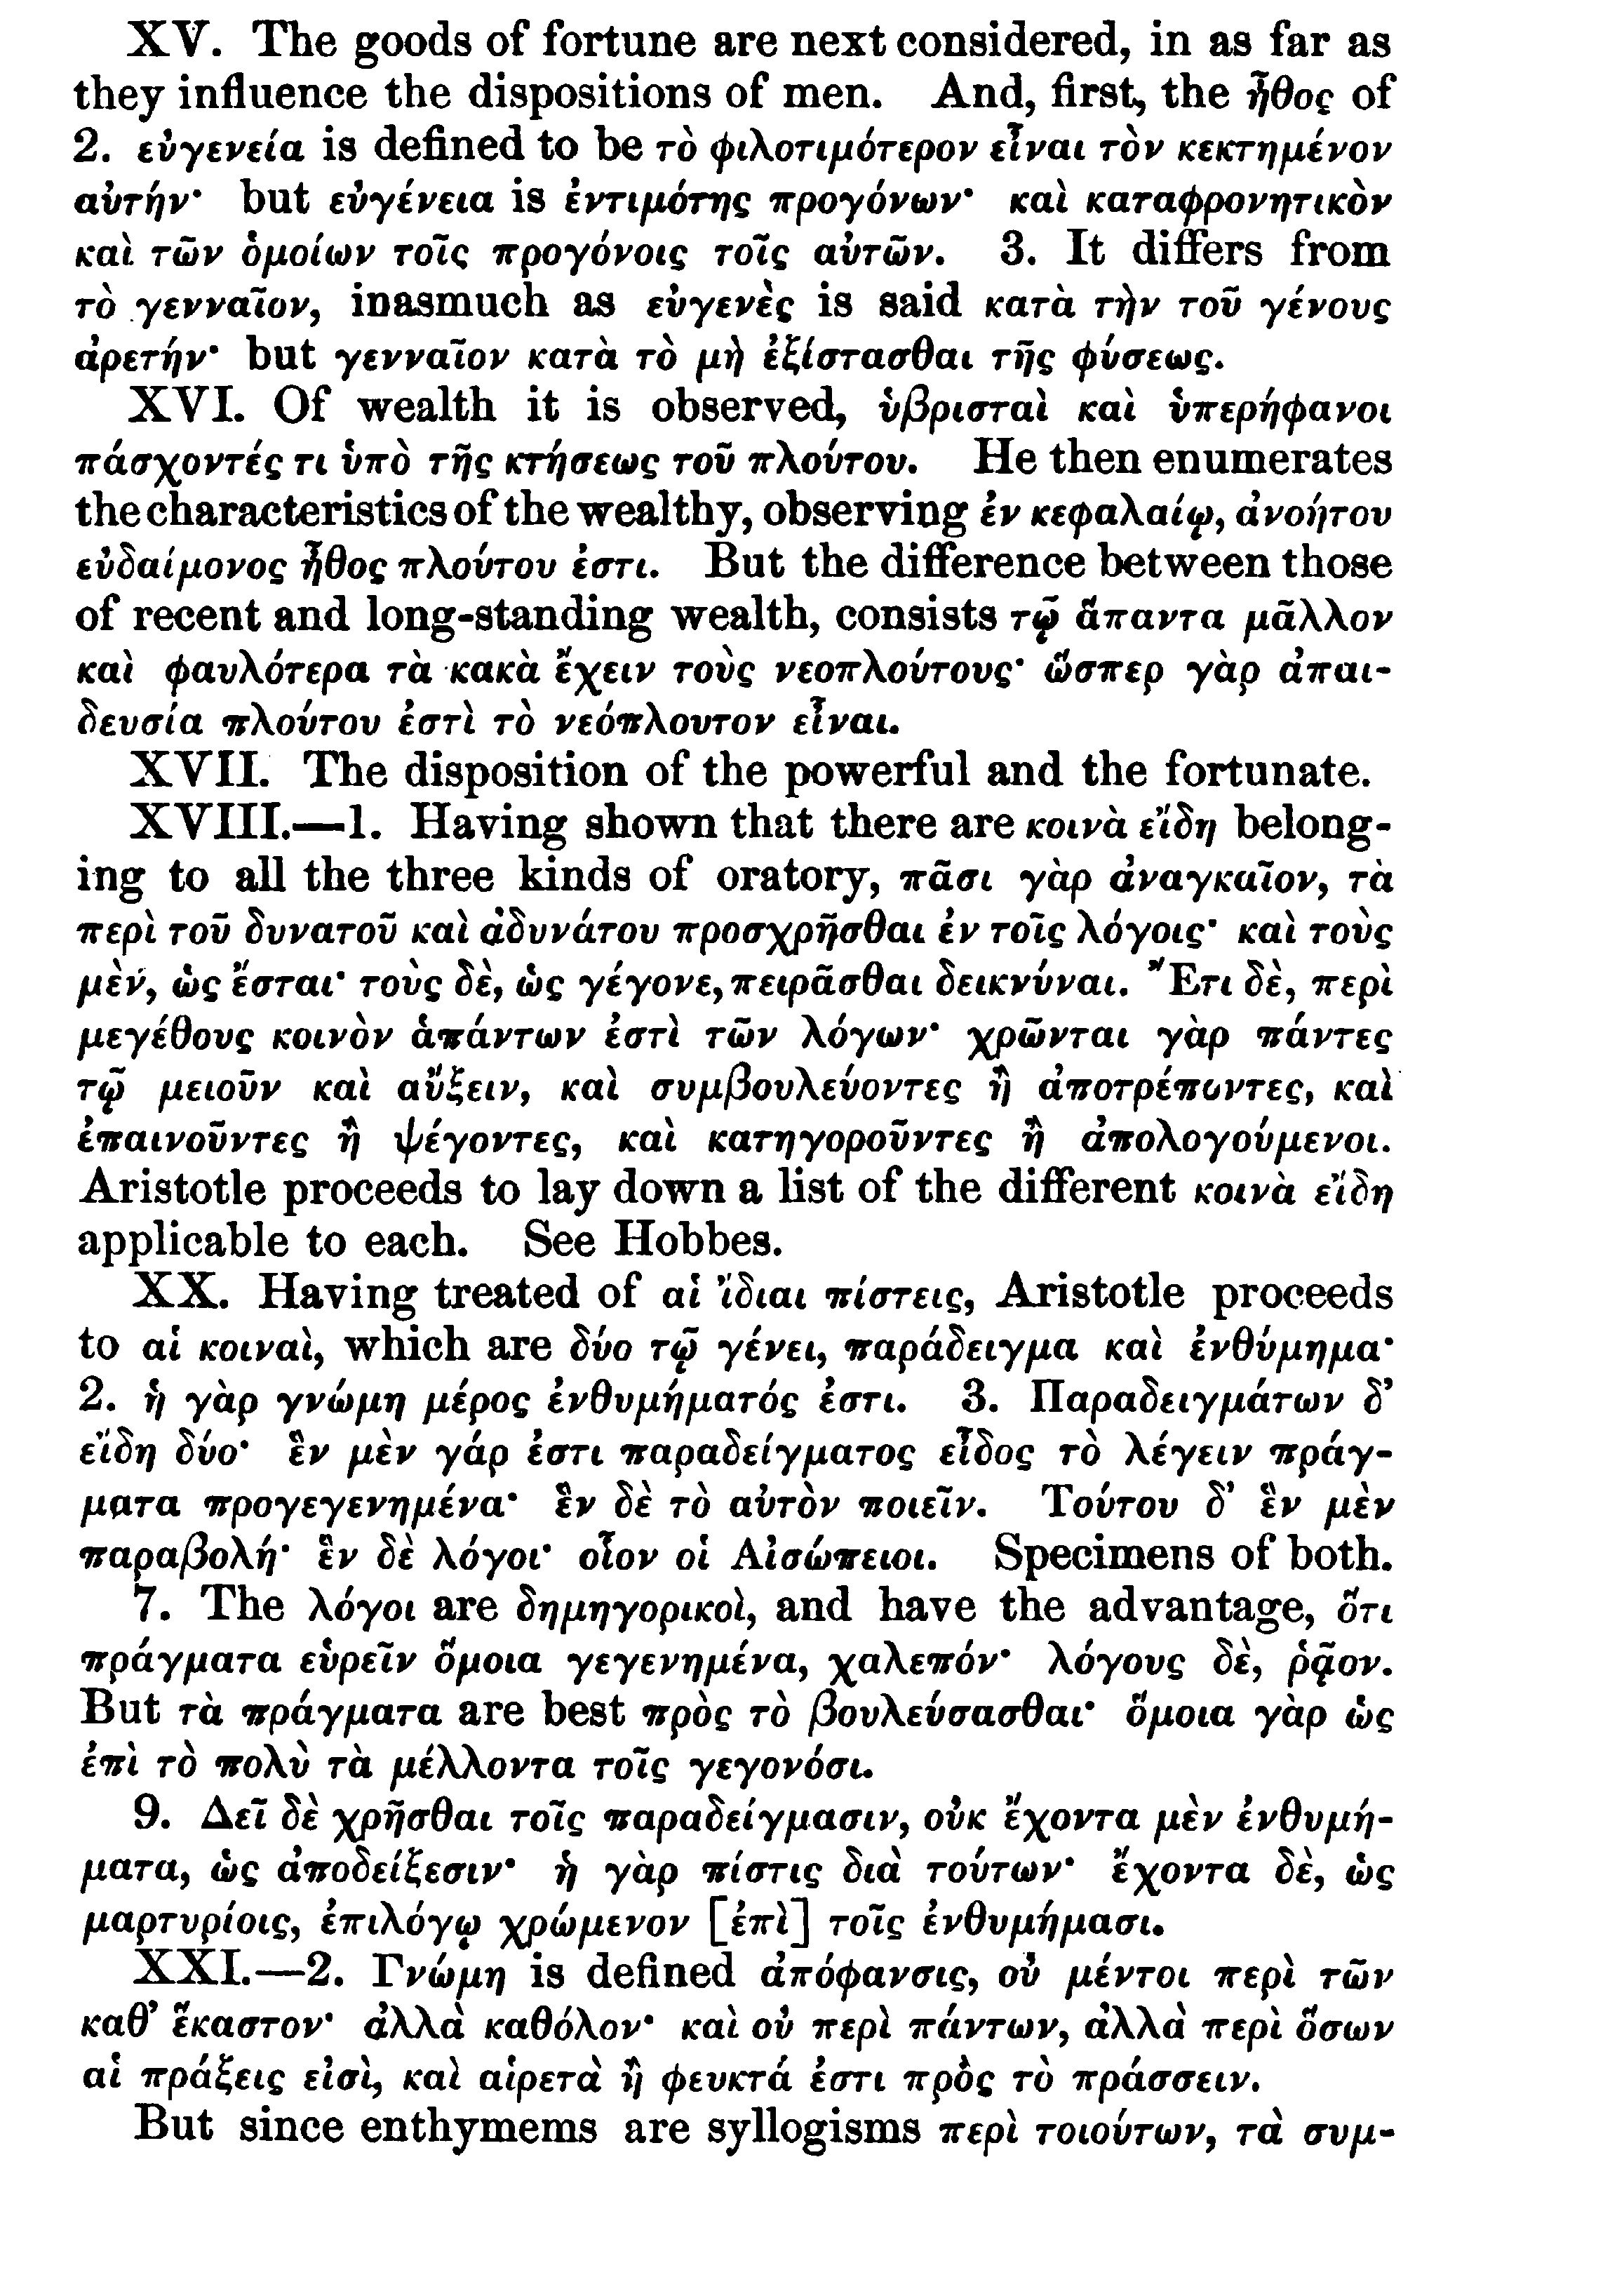 XV. The goods of fortune are next considered, in as far as
they influence the dispositions of men. And, first, the ἦθος of
2. εὐγενεία is defined to be τὸ φιλοτιμότερον εἶναι τὸν κεκτημένον
αὐτήν· but εὐγένεια is ἐντιμότης προγόνων· καὶ καταφρονητικὸν
καὶ τῶν ὁμοίων τοῖς προγόνοις τοῖς αὐτῶν. 3. It differs from
τὸ γενναῖον, inasmuch as εὐγενὲς is said κατὰ τὴν τοῦ γένους
ἀρετήν· but γενναῖον κατὰ τὸ μὴ ἐξίστασθαι τῆς φύσεως.
XVI. Of wealth it is observed, ὑβρισταὶ καὶ ὑπερήφανοι
πάσχοντές τι ὑπὸ τῆς κτήσεως τοῦ πλούτου. He then enumerates
the characteristics of the wealthy, observing ἐν κεφαλαίῳ, ἀνοήτου
εὐδαίμονος ἦθος πλούτου ἐστι. But the difference between those
of recent and long-standing wealth, consists τῷ ἅπαντα μᾶλλον
καὶ φαυλότερα τὰ κακὰ ἔχειν τοὺς νεοπλούτους· ὥσπερ γὰρ ἀπαι-
δευσία πλούτου ἐστὶ τὸ νεόπλουτον εἶναι.
XVII. The disposition of the powerful and the fortunate.
XVIII.—1. Having shown that there are κοινὰ εἴδη belong-
ing to all the three kinds of oratory, πᾶσι γὰρ ἀναγκαῖον, τὰ
περὶ τοῦ δυνατοῦ καὶ ἀδυνάτου προσχρῆσθαι ἐν τοῖς λόγοις· καὶ τοὺς
μὲν, ὡς ἔσται· τοὺς δὲ, ὡς γέγονε, πειρᾶσθαι δεικνύναι. Ἔτι δὲ, περὶ
μεγέθους κοινὸν ἁπάντων ἐστὶ τῶν λόγων· χρῶνται γὰρ πάντες
τῷ μειοῦν καὶ αὔξειν, καὶ συμβουλεύοντες ἢ ἀποτρέποντες, καὶ
ἐπαινοῦντες ἢ ψέγοντες, καὶ κατηγοροῦντες ἢ ἀπολογούμενοι.
Aristotle proceeds to lay down a list of the different κοινὰ εἴδη
applicable to each. See Hobbes.
XX. Having treated of αἱ ἴδιαι πίστεις, Aristotle proceeds
to αἱ κοιναὶ, which are δύο τῷ γένει, παράδειγμα καὶ ἐνθύμημα·
2. ἡ γὰρ γνώμη μέρος ἐνθυμήματός ἐστι. 3. Παραδειγμάτων δ’
εἴδη δύο· ἓν μὲν γάρ ἐστι παραδείγματος εἶδος τὸ λέγειν πράγ-
ματα προγεγενημένα· ἓν δὲ τὸ αὐτὸν ποιεῖν. Τούτου δ’ ἓν μὲν
παραβολή· ἓν δὲ λόγοι· οἷον οἱ Αἰσώπειοι. Specimens of both.
7. The λόγοι are δημηγορικοὶ, and have the advantage, ὅτι
πράγματα εὑρεῖν ὅμοια γεγενημένα, χαλεπόν· λόγους δὲ, ῥᾷον.
But τὰ πράγματα are best πρὸς τὸ βουλεύσασθαι· ὅμοια γὰρ ὡς
ἐπὶ τὸ πολὺ τὰ μέλλοντα τοῖς γεγονόσι.
9. Δεῖ δὲ χρῆσθαι τοῖς παραδείγμασιν, οὐκ ἔχοντα μὲν ἐνθυμή-
ματα, ὡς ἀποδείξεσιν· ἡ γὰρ πίστις διὰ τούτων· ἔχοντα δὲ, ὡς
μαρτυρίοις, ἐπιλόγῳ χρώμενον [ἐπὶ] τοῖς ἐνθυμήμασι.
XXI.—2. Γνώμη is defined ἀπόφανσις, οὐ μέντοι περὶ τῶν
καθ’ ἕκαστον· ἀλλὰ καθόλον· καὶ οὐ περὶ πάντων, ἀλλὰ περὶ ὅσων
αἱ πράξεις εἰσὶ, καὶ αἱρετὰ ἢ φευκτά ἐστι πρὸς τὸ πράσσειν.
But since enthymems are syllogisms περὶ τοιούτων, τὰ συμ-